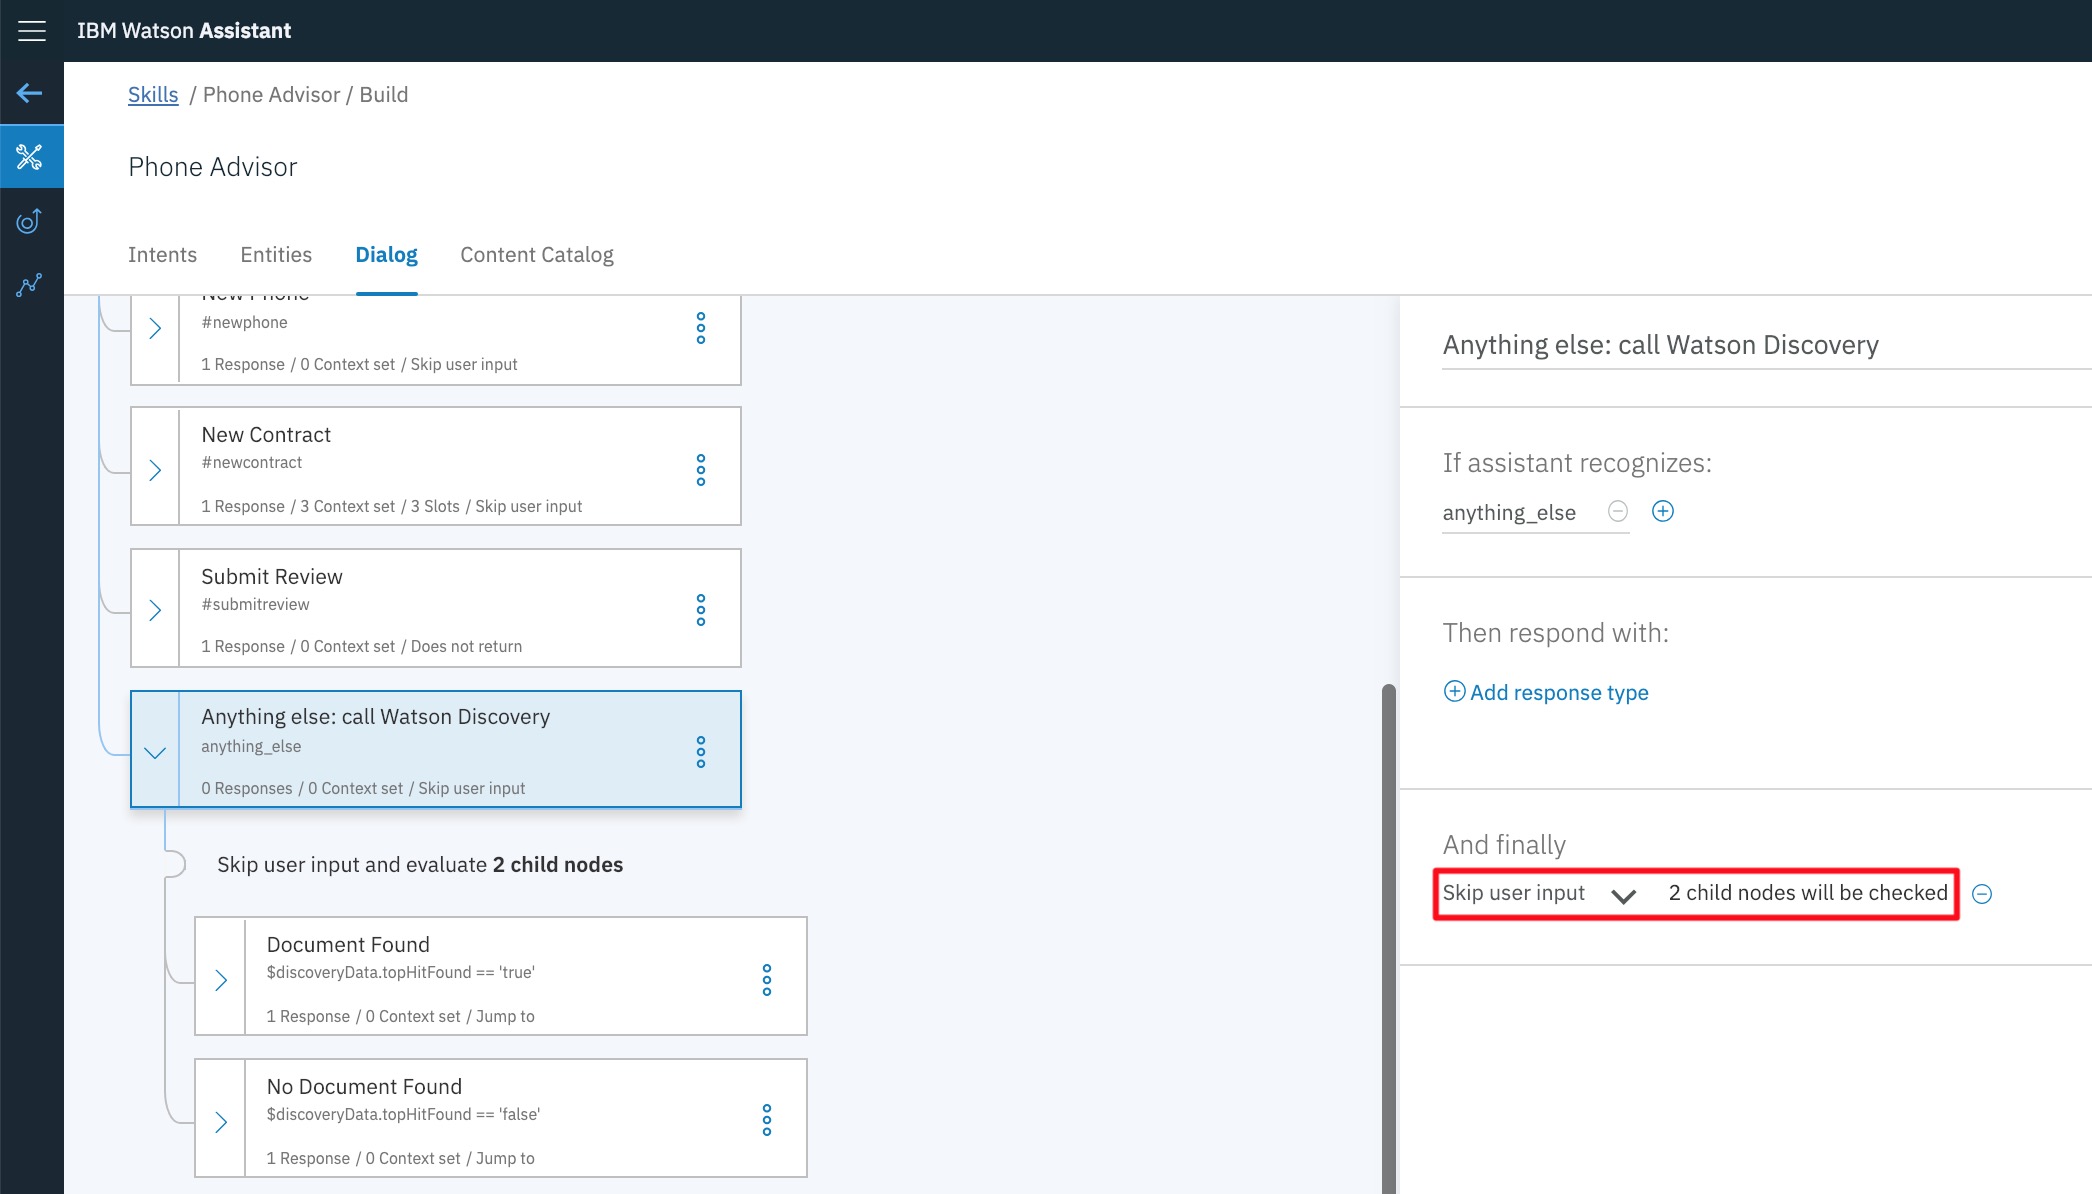 IBM Watson Assistant
Skills / Phone Advisor / Build
Phone Advisor
Intents Entities Dialog Content Catalog
New Phone
#newphone
1 Response / 0 Context set / Skip user input
New Contract
#newcontract
1 Response / 3 Context set / 3 Slots / Skip user input
Submit Review
#submitreview
1 Response / 0 Context set / Does not return
Anything else: call Watson Discovery
anything_else
0 Responses / 0 Context set / Skip user input
Skip user input and evaluate 2 child nodes
Document Found
$discoveryData.topHitFound == 'true'
1 Response / 0 Context set / Jump to
No Document Found
$discoveryData.topHitFound == 'false'
1 Response / 0 Context set / Jump to
Anything else: call Watson Discovery
If assistant recognizes:
anything_else
Then respond with:
Add response type
And finally
Skip user input 2 child nodes will be checked